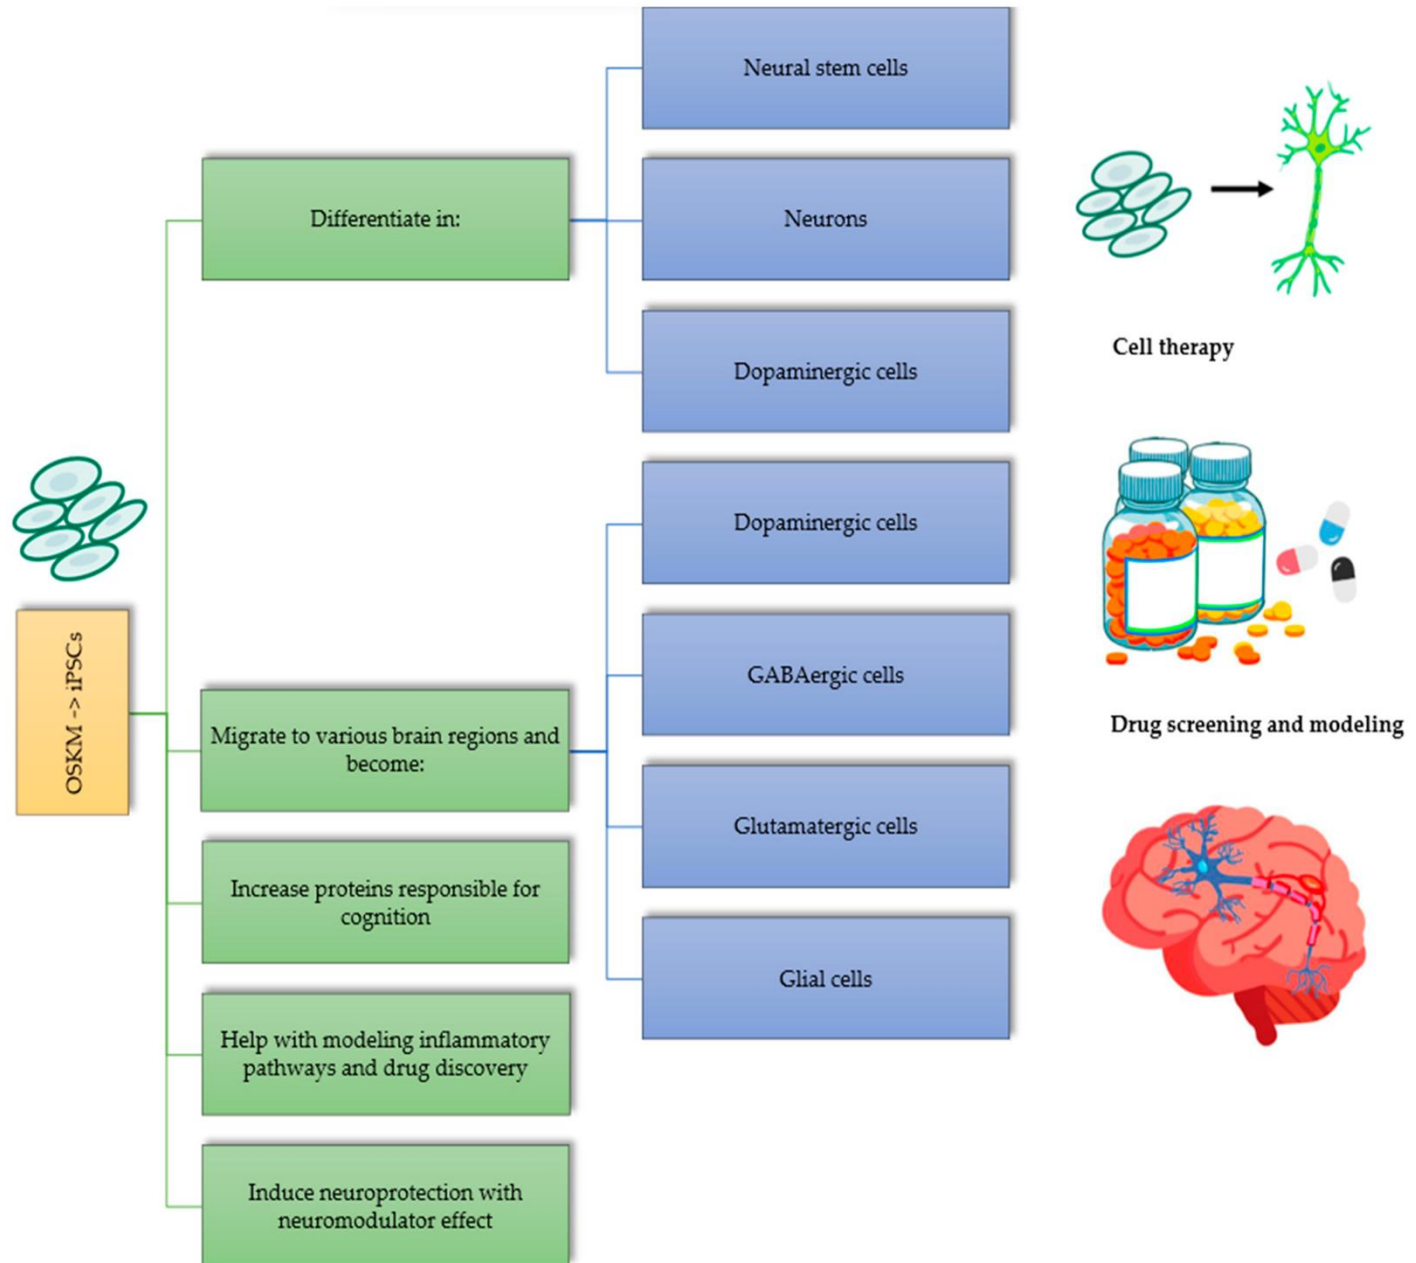 Neural stem cells
Differentiate in:
Neurons
Dopaminergic cells
Cell therapy
OSKM -> iPSCs
Migrate to various brain regions and
become:
Dopaminergic cells
GABAergic cells
Glutamatergic cells
Glial cells
Drug screening and modeling
Increase proteins responsible for
cognition
Help with modeling inflammatory
pathways and drug discovery
Induce neuroprotection with
neuromodulator effect